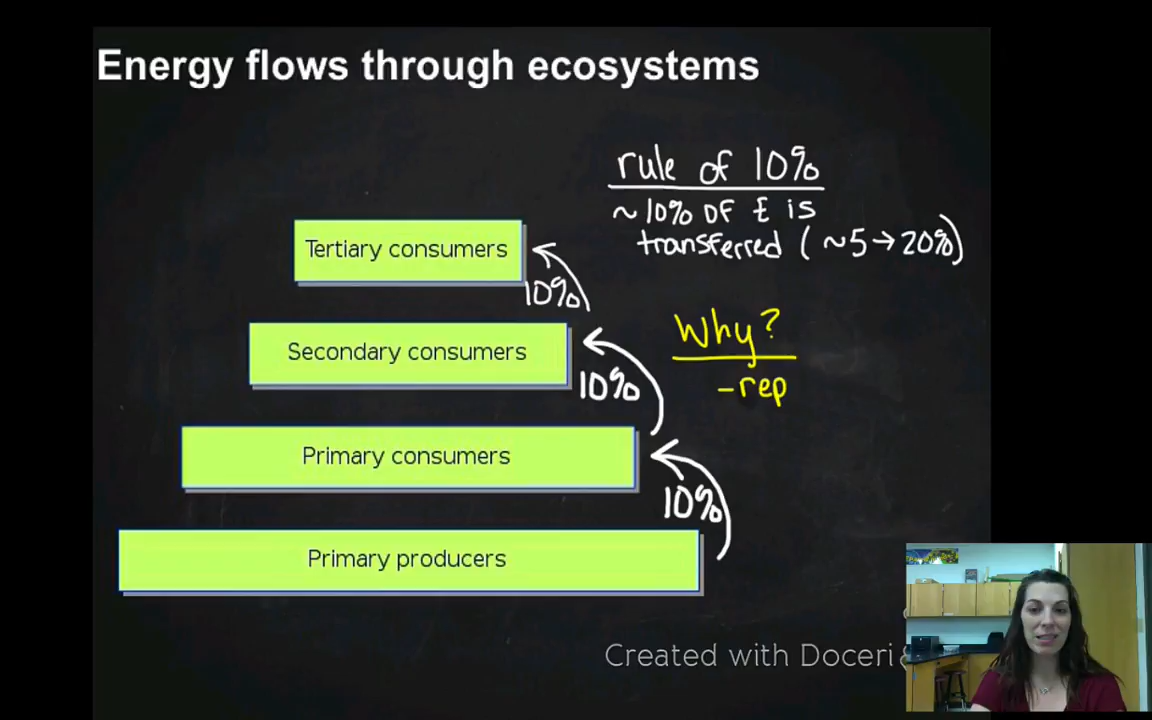 Energy flows through ecosystems
rule of 10%
~10% OF E is
transferred (~5→20%)
Tertiary consumers
10%
Why?
Secondary consumers
10%
-rep
Primary consumers
10%
Primary producers
Created with Doceri